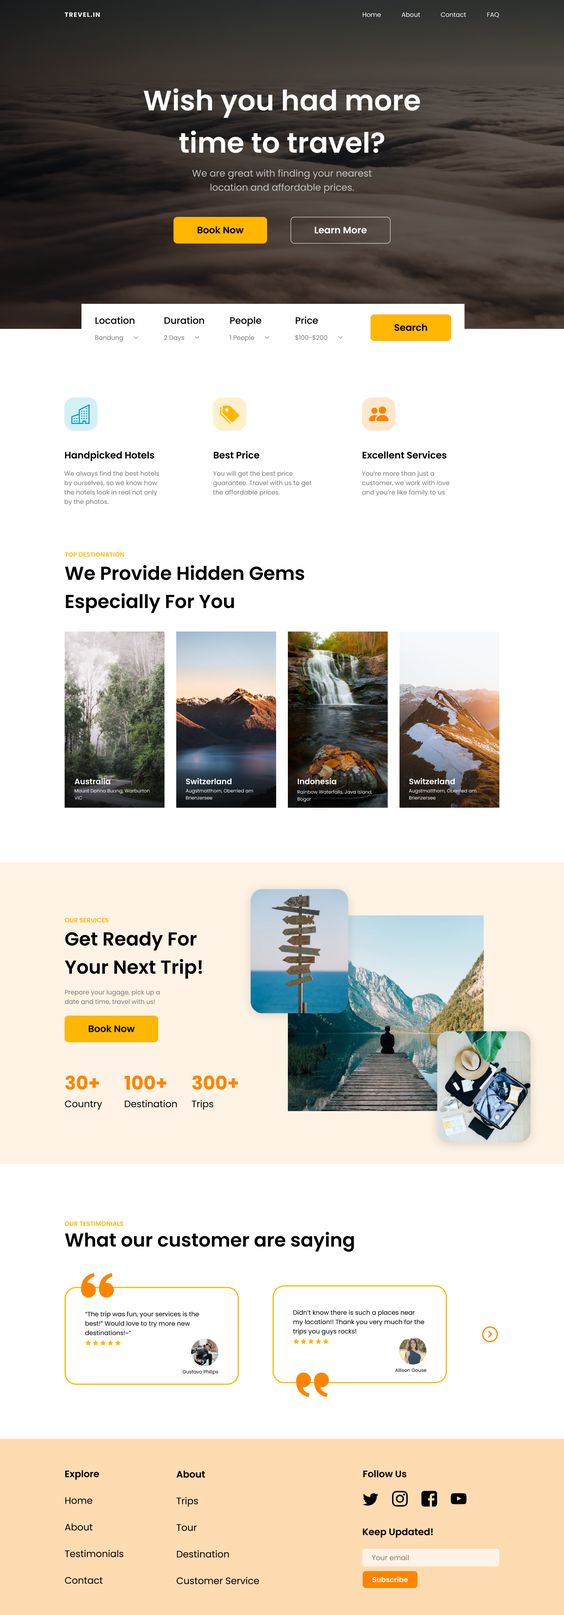 TREVEL.IN
Home
About
Contact
FAQ
Wish you had more
time to travel?
We are great with finding your nearest
location and affordable prices.
Book Now
Learn More
Location
Duration
People
Price
Bandung
2 Days
1 People
$100-$200
Search
Handpicked Hotels
We always find the best hotels
by ourselves, so we know how
the hotels look in real not only
by the photos.
Best Price
You will get the best price
guarantee. Travel with us to get
the affordable prices.
Excellent Services
You're more than just a
customer, we work with love
and you're like family to us
TOP DESTIONATION
We Provide Hidden Gems
Especially For You
Australia
Mount Donna Buang, Warburton
VIC
Switzerland
Augstmatthorn, Oberried am
Brienzersee
Indonesia
Rainbow Waterfalls, Java Island,
Bogor
Switzerland
Augstmatthorn, Oberried am
Brienzersee
OUR SERVICES
Get Ready For
Your Next Trip!
Prepare your lugage, pick up a
date and time, travel with us!
Book Now
30+
Country
100+
Destination
300+
Trips
OUR TESTIMONIALS
What our customer are saying
"The trip was fun, your services is the
best!" Would love to try more new
destinations!~"
Gustavo Philips
Didn't know there is such a places near
my location!! Thank you very much for the
trips you guys rocks!
Allison Gouse
Explore
Home
About
Testimonials
Contact
About
Trips
Tour
Destination
Customer Service
Follow Us
Keep Updated!
Your email
Subscribe